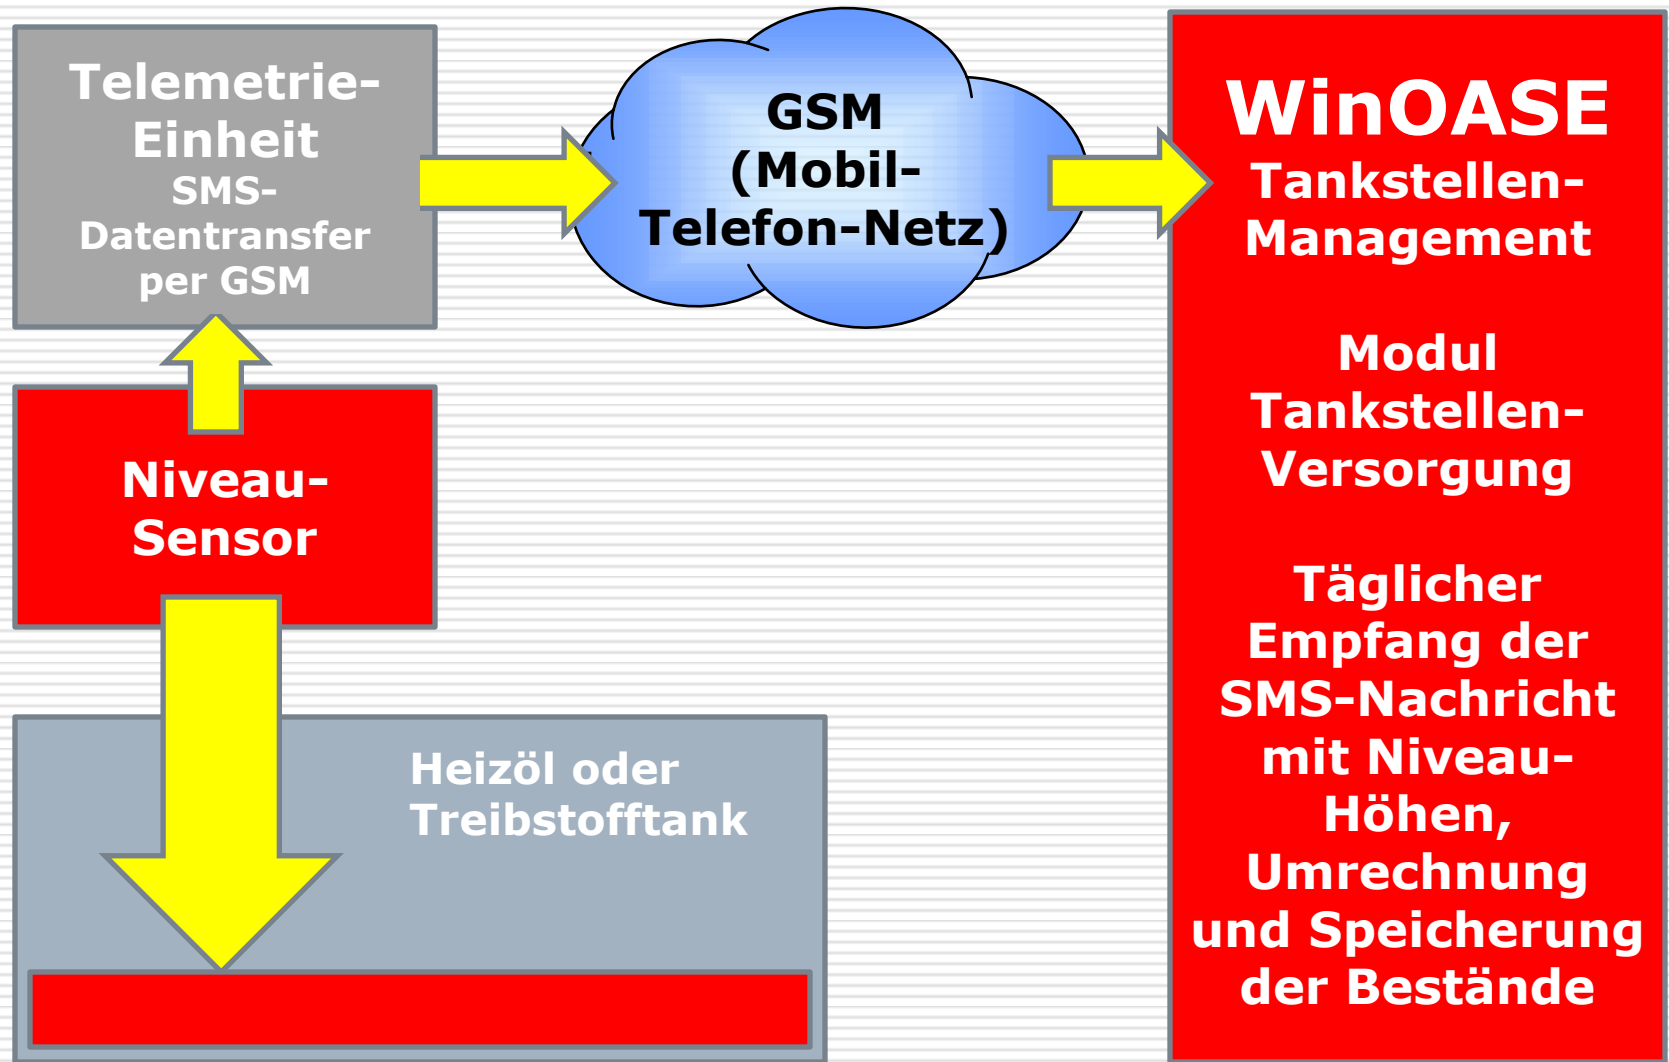 Telemetrie-
Einheit
SMS-
Datentransfer
per GSM
GSM
(Mobil-
Telefon-Netz)
WinOASE
Tankstellen-
Management
Modul
Tankstellen-
Versorgung
Täglicher
Empfang der
SMS-Nachricht
mit Niveau-
Höhen,
Umrechnung
und Speicherung
der Bestände
Niveau-
Sensor
Heizöl oder
Treibstofftank